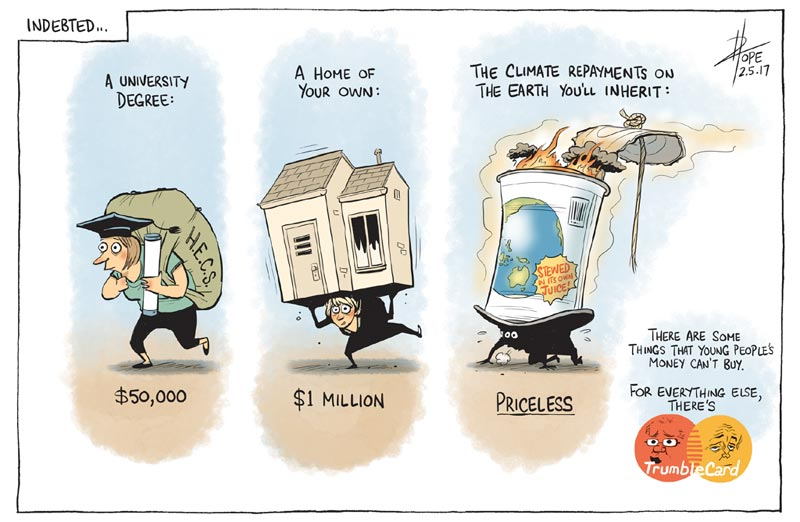 INDEBTED...
POPE
2.5.17
A UNIVERSITY
DEGREE:
H.E.C.S.
$50,000
A HOME OF
YOUR OWN:
$1 MILLION
THE CLIMATE REPAYMENTS ON
THE EARTH YOU'LL INHERIT:
STEWED
IN ITS OWN
JUICE!
PRICELESS
THERE ARE SOME
THINGS THAT YOUNG PEOPLE'S
MONEY CAN'T BUY.
FOR EVERYTHING ELSE,
THERE'S
TrumbleCard